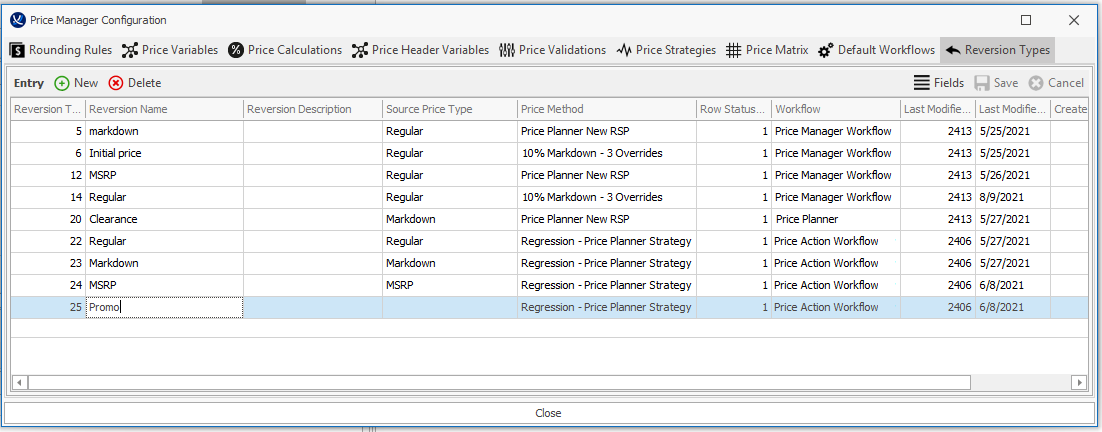 Price Manager Configuration
Rounding Rules Price Variables Price Calculations Price Header Variables Price Validations Price Strategies Price Matrix Default Workflows Reversion Types
Entry New Delete Fields Save Cancel
Reversion T... Reversion Name Reversion Description Source Price Type Price Method Row Status... Workflow Last Modifie... Last Modifie... Create
5 markdown Regular Price Planner New RSP 1 Price Manager Workflow 2413 5/25/2021
6 Initial price Regular 10% Markdown - 3 Overrides 1 Price Manager Workflow 2413 5/25/2021
12 MSRP Regular Price Planner New RSP 1 Price Manager Workflow 2413 5/26/2021
14 Regular Regular 10% Markdown - 3 Overrides 1 Price Manager Workflow 2413 8/9/2021
20 Clearance Markdown Price Planner New RSP 1 Price Planner 2413 5/27/2021
22 Regular Regular Regression - Price Planner Strategy 1 Price Action Workflow 2406 5/27/2021
23 Markdown Markdown Regression - Price Planner Strategy 1 Price Action Workflow 2406 5/27/2021
24 MSRP MSRP Regression - Price Planner Strategy 1 Price Action Workflow 2406 6/8/2021
25 Promo Regression - Price Planner Strategy 1 Price Action Workflow 2406 6/8/2021
Close